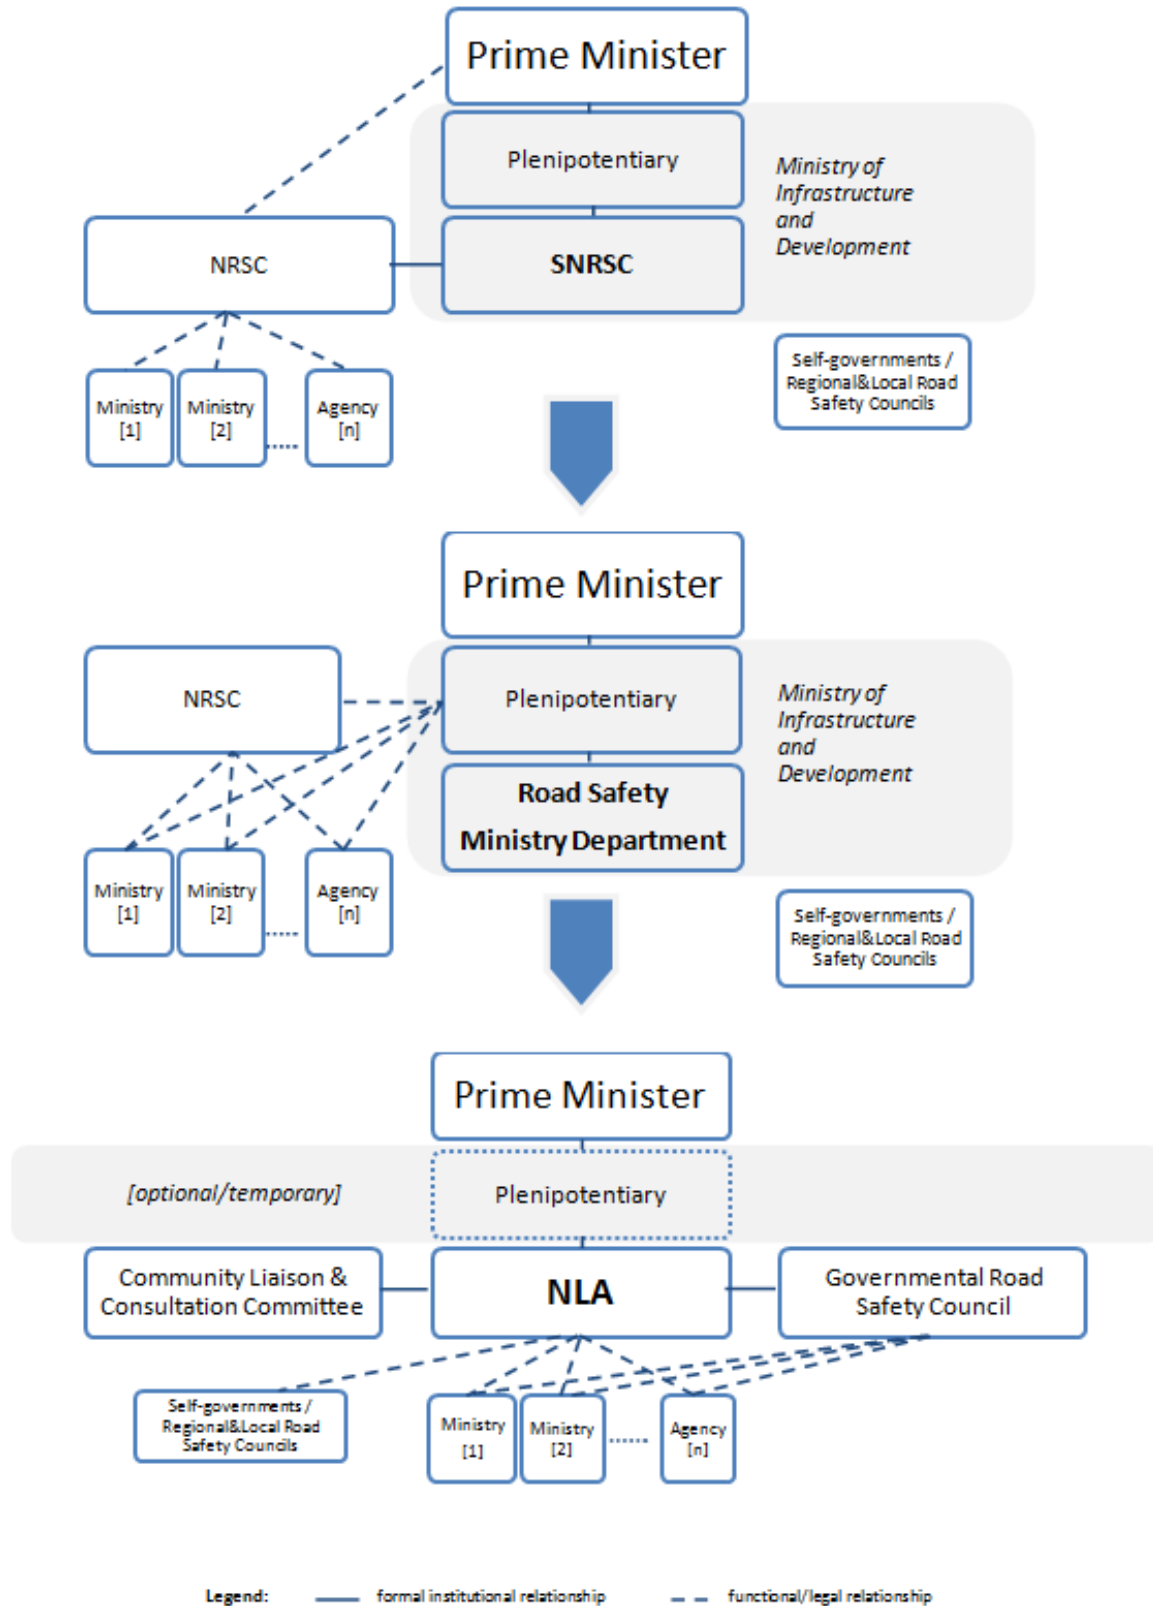 Prime Minister
Plenipotentiary
Ministry of
Infrastructure
and
Development
NRSC
SNRSC
Ministry
[1]
Ministry
[2]
......
Agency
[n]
Self-governments /
Regional&Local Road
Safety Councils
Prime Minister
NRSC
Plenipotentiary
Ministry of
Infrastructure
and
Development
Road Safety
Ministry Department
Ministry
[1]
Ministry
[2]
......
Agency
[n]
Self-governments /
Regional&Local Road
Safety Councils
Prime Minister
[optional/temporary]
Plenipotentiary
Community Liaison &
Consultation Committee
NLA
Governmental Road
Safety Council
Self-governments /
Regional&Local Road
Safety Councils
Ministry
[1]
Ministry
[2]
......
Agency
[n]
Legend:
formal institutional relationship
functional/legal relationship